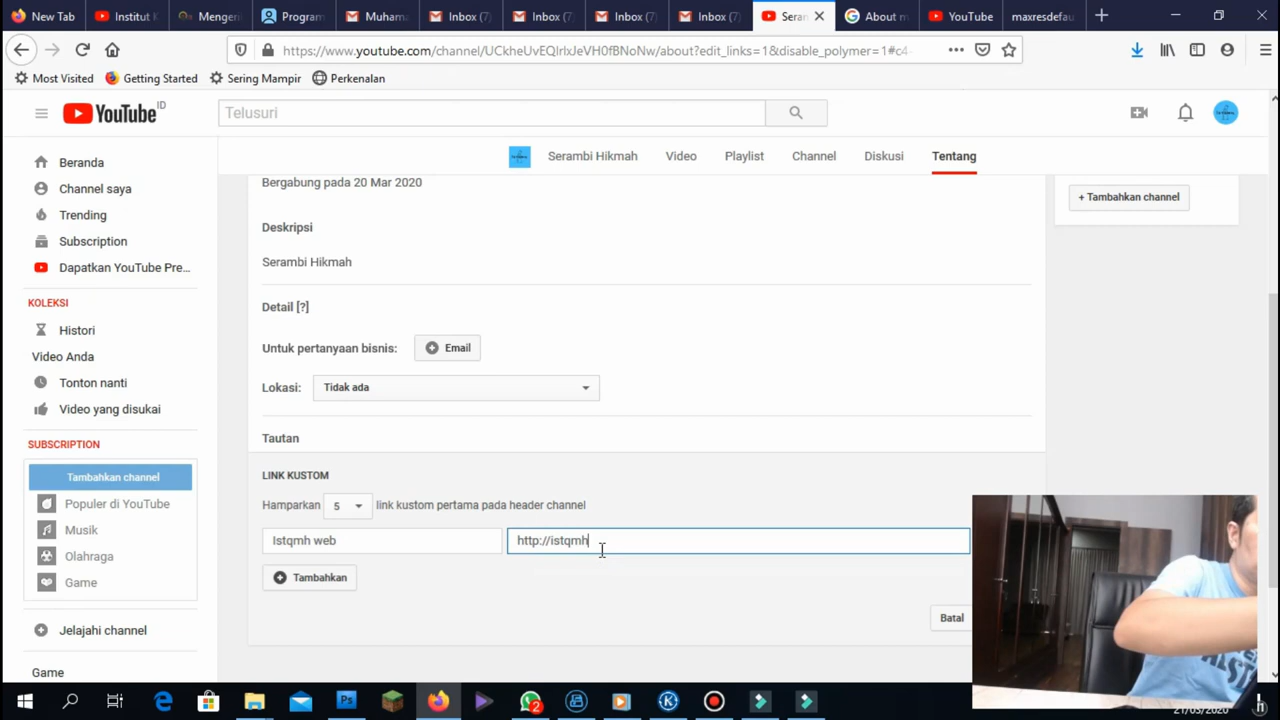 New Tab
Institut K
Mengeni
Program
Muham
Inbox (7
Inbox (7
Inbox (7
Inbox (7
Seran
About m
YouTube
maxresdefau
https://www.youtube.com/channel/UCkheUvEQIrIxJeVH0fBNoNw/about?edit_links=1&disable_polymer=1#c4-
Most Visited
Getting Started
Sering Mampir
Perkenalan
YouTube ID
Telusuri
Serambi Hikmah
Video
Playlist
Channel
Diskusi
Tentang
Beranda
Channel saya
Trending
Subscription
Dapatkan YouTube Pre...
KOLEKSI
Histori
Video Anda
Tonton nanti
Video yang disukai
SUBSCRIPTION
Tambahkan channel
Populer di YouTube
Musik
Olahraga
Game
Jelajahi channel
Game
Bergabung pada 20 Mar 2020
Deskripsi
Serambi Hikmah
Detail [?]
Untuk pertanyaan bisnis:
Email
Lokasi:
Tidak ada
Tautan
LINK KUSTOM
Hamparkan 5 link kustom pertama pada header channel
Istqmh web
http://istqmh
Tambahkan
Batal
+ Tambahkan channel
2
21/03/2020